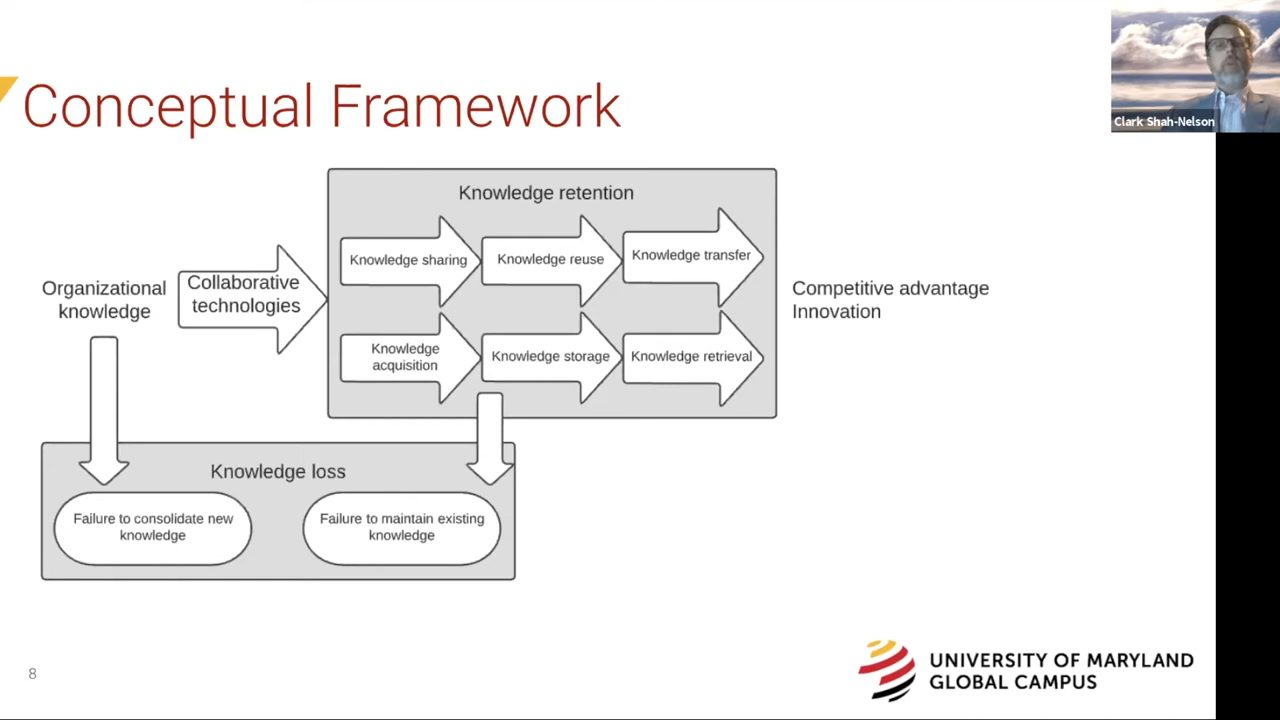 Clark Shah-Nelson
Conceptual Framework
Knowledge retention
Knowledge sharing
Knowledge reuse
Knowledge transfer
Organizational
knowledge
Collaborative
technologies
Competitive advantage
Innovation
Knowledge
acquisition
Knowledge storage
Knowledge retrieval
Knowledge loss
Failure to consolidate new
knowledge
Failure to maintain existing
knowledge
8
UNIVERSITY OF MARYLAND
GLOBAL CAMPUS